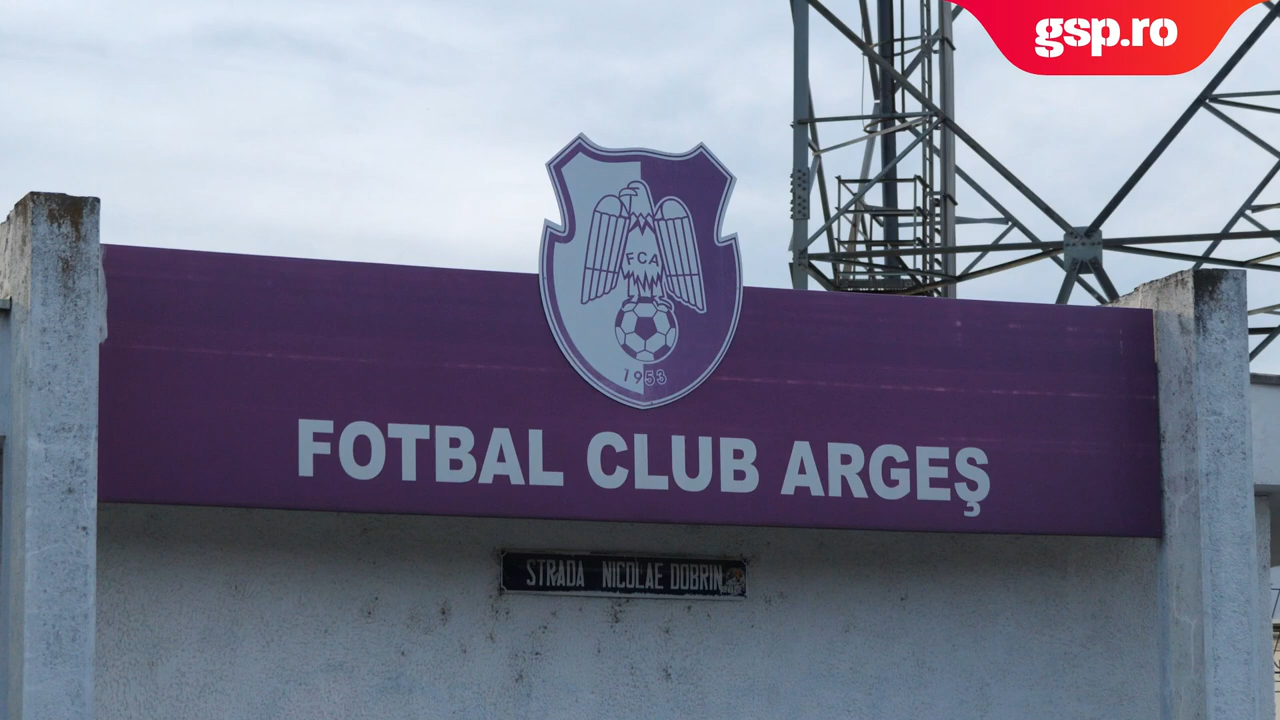 gsp.ro
FCA
1953
FOTBAL CLUB ARGEŞ
STRADA NICOLAE DOBRIN